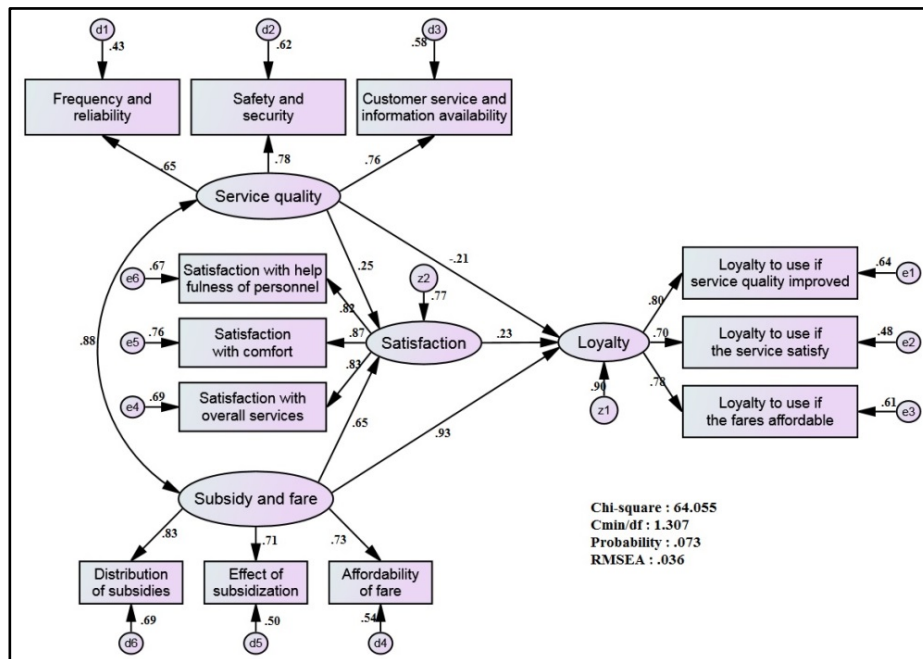 d1
d2
d3
.43
.62
.58
Frequency and
reliability
Safety and
security
Customer service and
information availability
.65
.78
.76
Service quality
-.21
.25
e6
.67
Satisfaction with help
fulness of personnel
z2
.77
.82
Loyalty to use if
service quality improved
.64
e1
.80
.88
e5
.76
Satisfaction
with comfort
.87
Satisfaction
.23
Loyalty
.70
Loyalty to use if
the service satisfy
.48
e2
e4
.69
Satisfaction with
overall services
.83
.90
z1
.78
Loyalty to use if
the fares affordable
.61
e3
.65
.93
Subsidy and fare
.83
.71
.73
Distribution
of subsidies
Effect of
subsidization
Affordability
of fare
.69
.50
.54
d6
d5
d4
Chi-square : 64.055
Cmin/df : 1.307
Probability : .073
RMSEA : .036